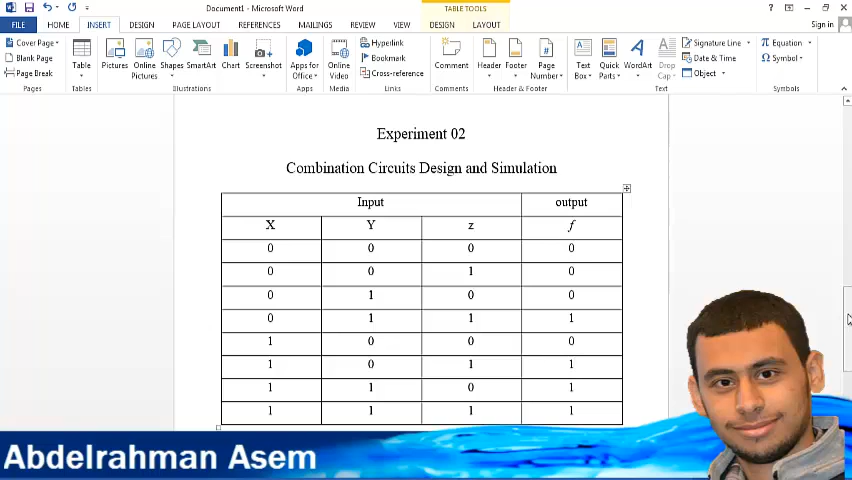 Document1 - Microsoft Word
TABLE TOOLS
Sign in
FILE HOME INSERT DESIGN PAGE LAYOUT REFERENCES MAILINGS REVIEW VIEW DESIGN LAYOUT
Cover Page
Blank Page
Page Break
Pages
Table
Tables
Pictures
Online Pictures
Shapes
SmartArt
Chart
Screenshot
Illustrations
Apps for Office
Apps
Online Video
Media
Hyperlink
Bookmark
Cross-reference
Links
Comment
Comments
Header
Footer
Page Number
Header & Footer
Text Box
Quick Parts
WordArt
Drop Cap
Signature Line
Date & Time
Object
Text
π Equation
Ω Symbol
Symbols
Experiment 02
Combination Circuits Design and Simulation
Input output
X Y z f
0 0 0 0
0 0 1 0
0 1 0 0
0 1 1 1
1 0 0 0
1 0 1 1
1 1 0 1
1 1 1 1
Abdelrahman Asem